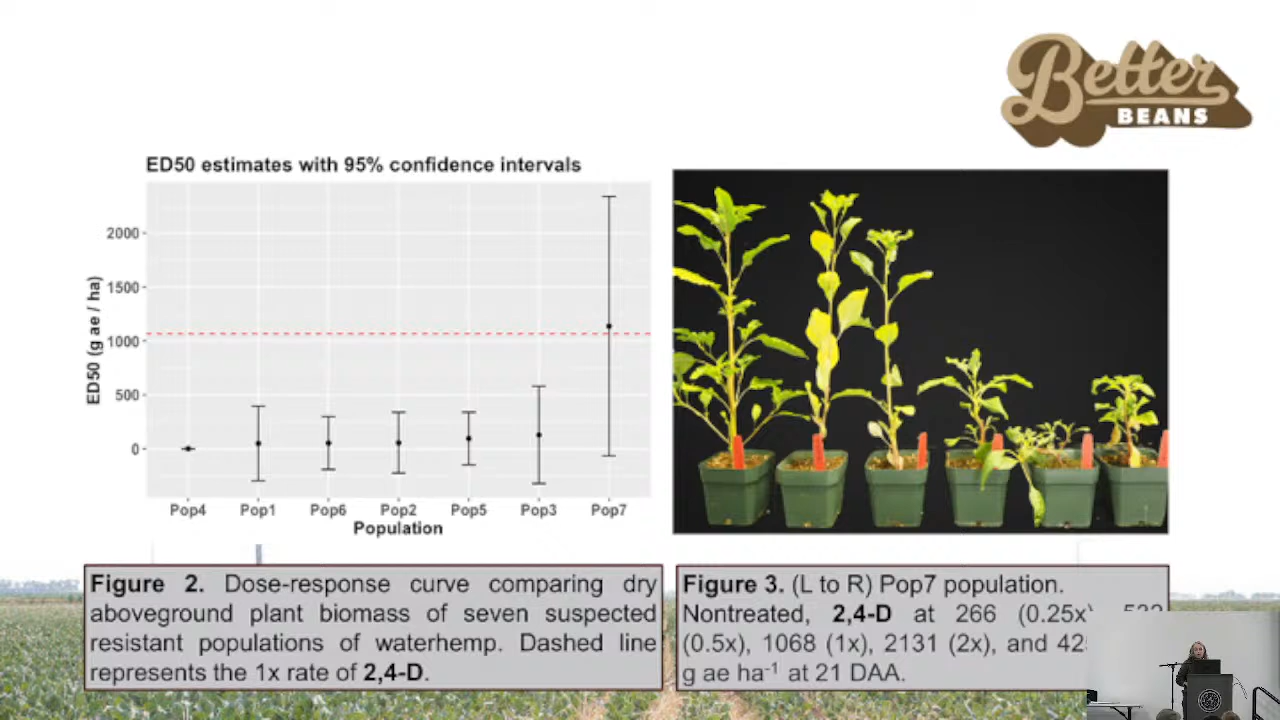 Better
BEANS
ED50 estimates with 95% confidence intervals
ED50 (g ae / ha)
2000
1500
1000
500
0
Pop4 Pop1 Pop6 Pop2 Pop5 Pop3 Pop7
Population
Figure 2. Dose-response curve comparing dry
aboveground plant biomass of seven suspected
resistant populations of waterhemp. Dashed line
represents the 1x rate of 2,4-D.
Figure 3. (L to R) Pop7 population.
Nontreated, 2,4-D at 266 (0.25x)
(0.5x), 1068 (1x), 2131 (2x), and
g ae ha⁻¹ at 21 DAA.